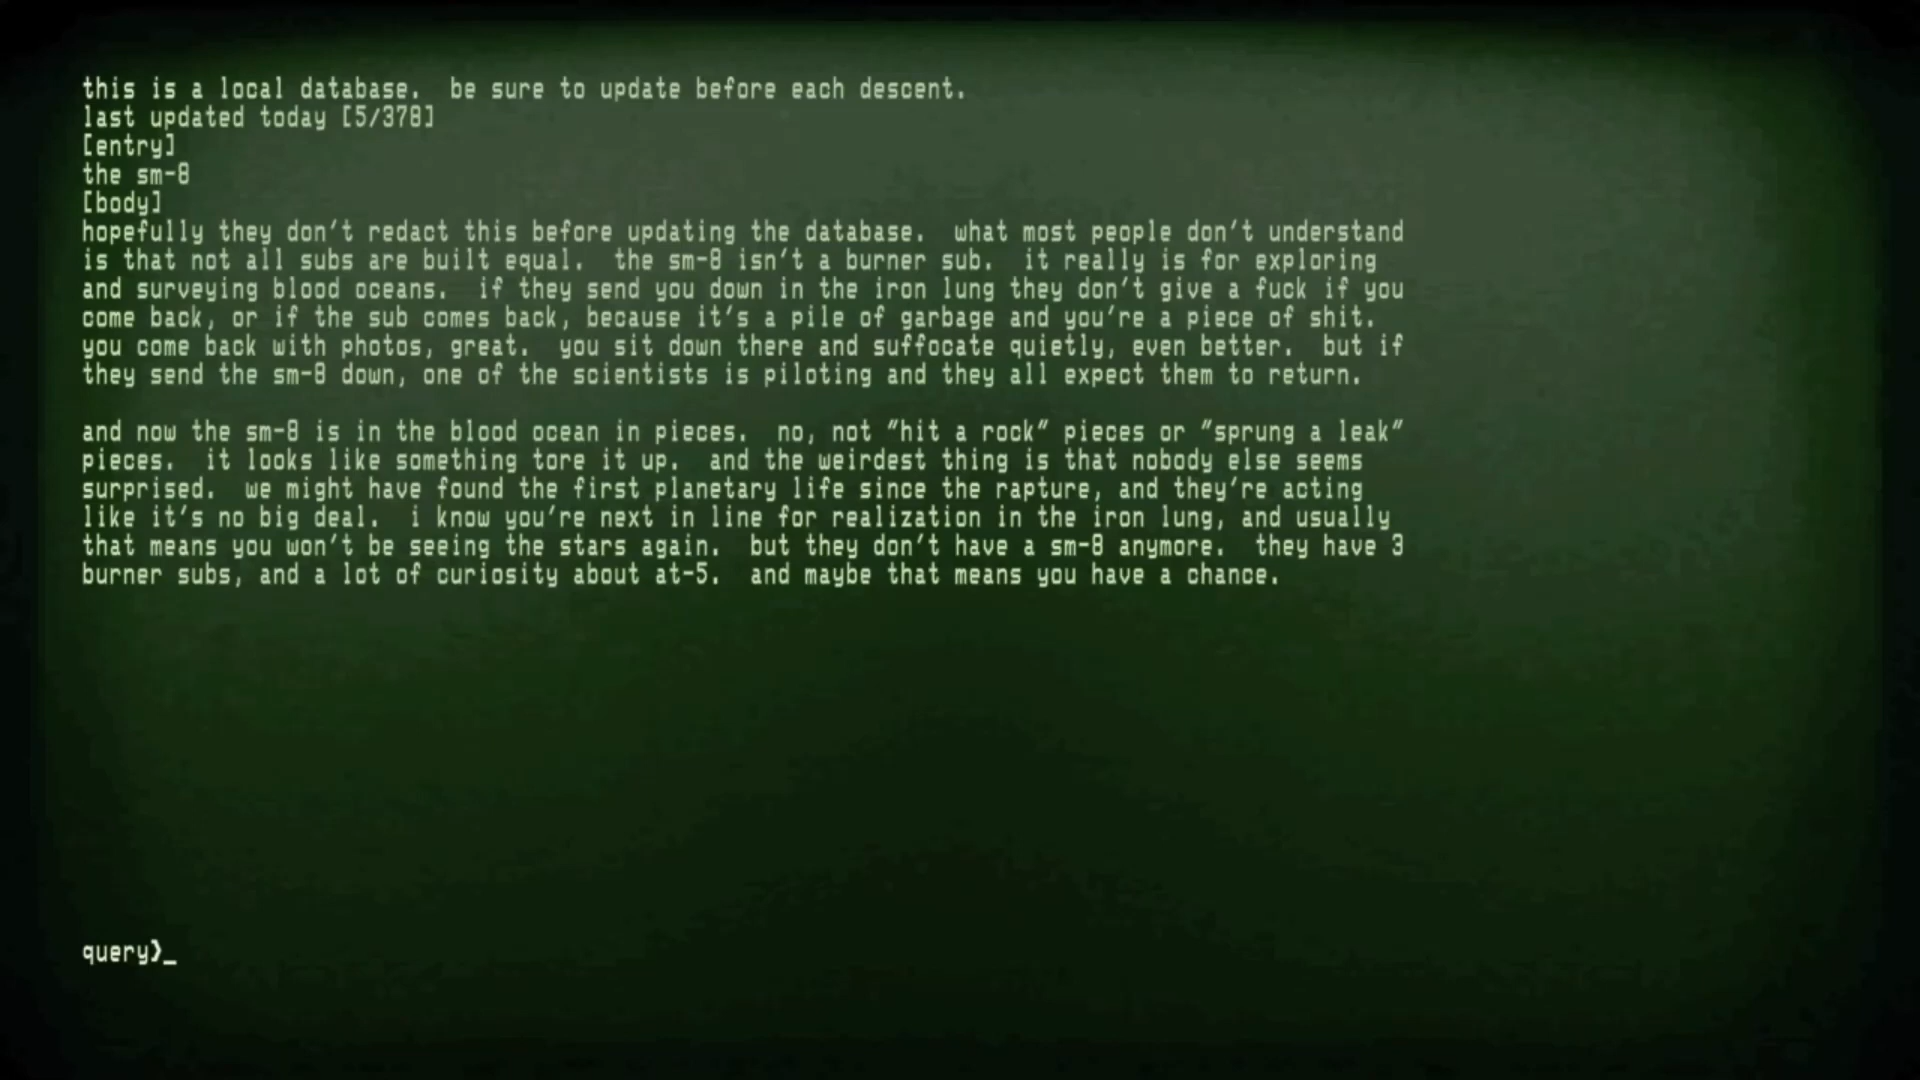 this is a local database.  be sure to update before each descent.
last updated today [5/378]
[entry]
the sm-8
[body]
hopefully they don't redact this before updating the database.  what most people don't understand
is that not all subs are built equal.  the sm-8 isn't a burner sub.  it really is for exploring
and surveying blood oceans.  if they send you down in the iron lung they don't give a fuck if you
come back, or if the sub comes back, because it's a pile of garbage and you're a piece of shit.
you come back with photos, great.  you sit down there and suffocate quietly, even better.  but if
they send the sm-8 down, one of the scientists is piloting and they all expect them to return.

and now the sm-8 is in the blood ocean in pieces.  no, not "hit a rock" pieces or "sprung a leak"
pieces.  it looks like something tore it up.  and the weirdest thing is that nobody else seems
surprised.  we might have found the first planetary life since the rapture, and they're acting
like it's no big deal.  i know you're next in line for realization in the iron lung, and usually
that means you won't be seeing the stars again.  but they don't have a sm-8 anymore.  they have 3
burner subs, and a lot of curiosity about at-5.  and maybe that means you have a chance.

query}_